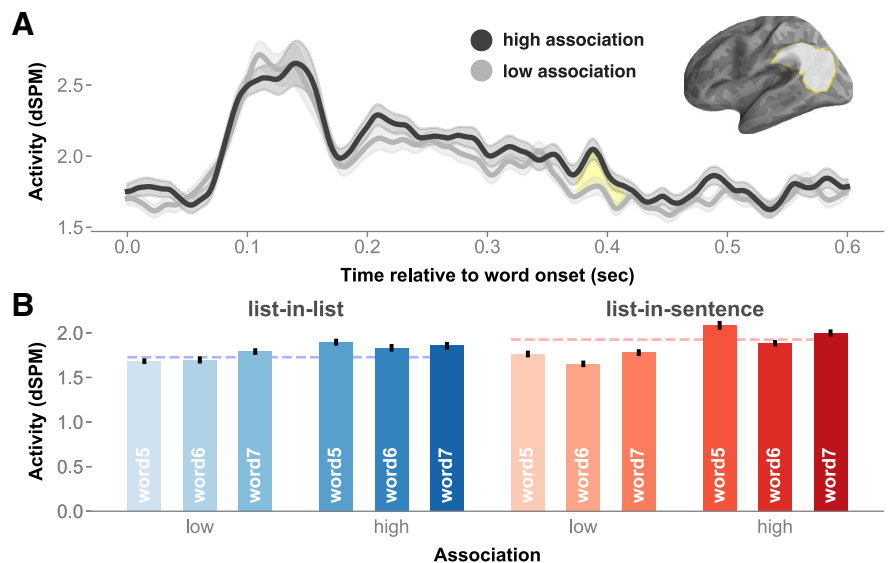 A
high association
low association
Activity (dSPM)
2.5
2.0
1.5
0.0 0.1 0.2 0.3 0.4 0.5 0.6
Time relative to word onset (sec)
B
list-in-list list-in-sentence
Activity (dSPM)
2.0
1.5
1.0
0.5
0.0
word5 word6 word7 word5 word6 word7 word5 word6 word7 word5 word6 word7
low high low high
Association